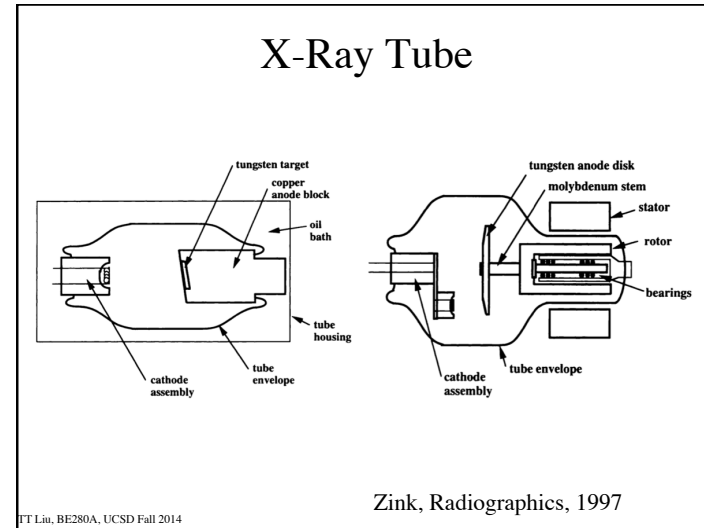 X-Ray Tube
tungsten target
copper
anode block
oil
bath
tube
housing
tube
envelope
cathode
assembly
tungsten anode disk
molybdenum stem
stator
rotor
bearings
tube envelope
cathode
assembly
Zink, Radiographics, 1997
TT Liu, BE280A, UCSD Fall 2014